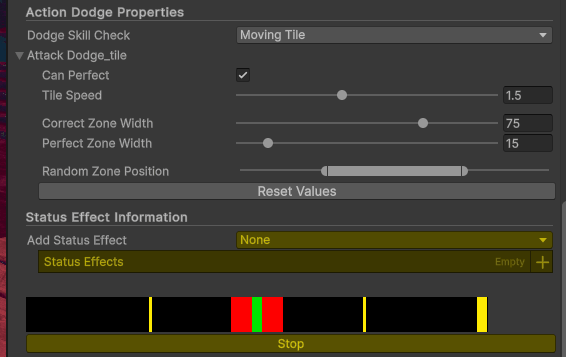 Action Dodge Properties
Dodge Skill Check Moving Tile
Attack Dodge_tile
Can Perfect
Tile Speed 1.5
Correct Zone Width 75
Perfect Zone Width 15
Random Zone Position
Reset Values
Status Effect Information
Add Status Effect None
Status Effects Empty
Stop